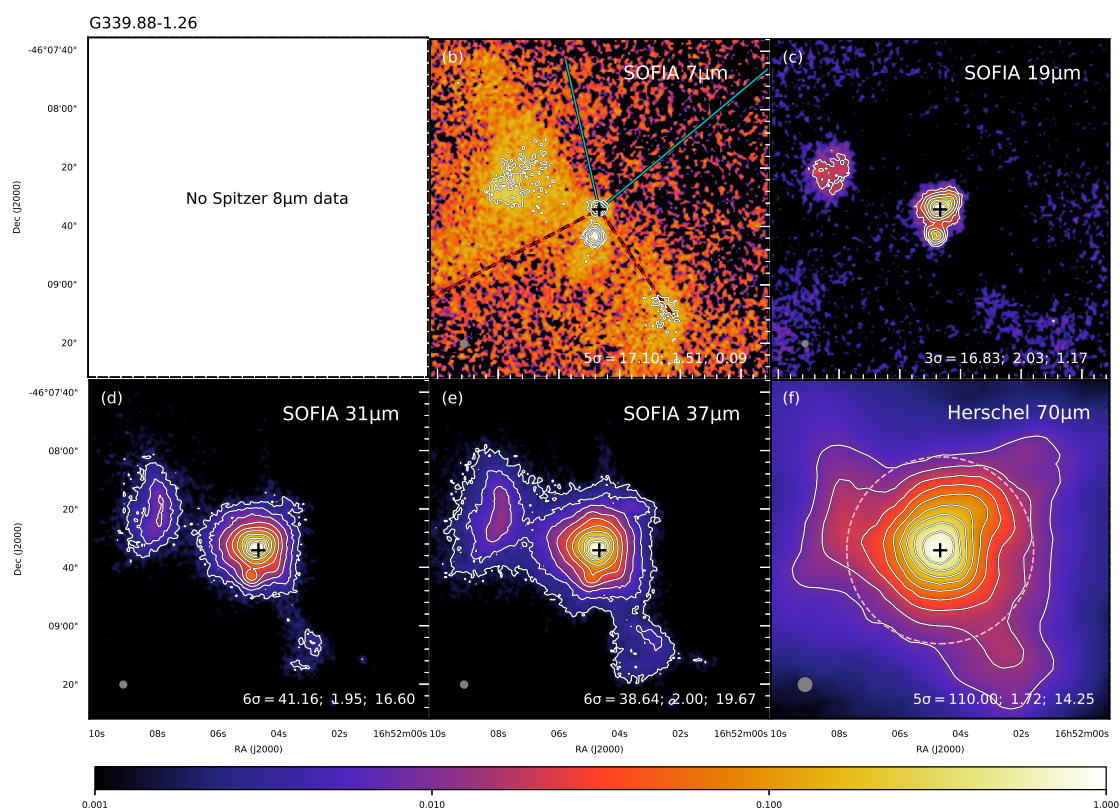 G339.88-1.26
-46°07'40"
08'00"
20"
40"
09'00"
20"
Dec (J2000)
No Spitzer 8μm data
(b)
SOFIA 7μm
5σ = 17.10; 1.51; 0.09
(c)
SOFIA 19μm
3σ = 16.83; 2.03; 1.17
-46°07'40"
08'00"
20"
40"
09'00"
20"
Dec (J2000)
(d)
SOFIA 31μm
6σ = 41.16; 1.95; 16.60
(e)
SOFIA 37μm
6σ = 38.64; 2.00; 19.67
(f)
Herschel 70μm
5σ = 110.00; 1.72; 14.25
10s 08s 06s 04s 02s 16h52m00s
10s 08s 06s 04s 02s 16h52m00s
10s 08s 06s 04s 02s 16h52m00s
RA (J2000) RA (J2000) RA (J2000)
0.001 0.010 0.100 1.000